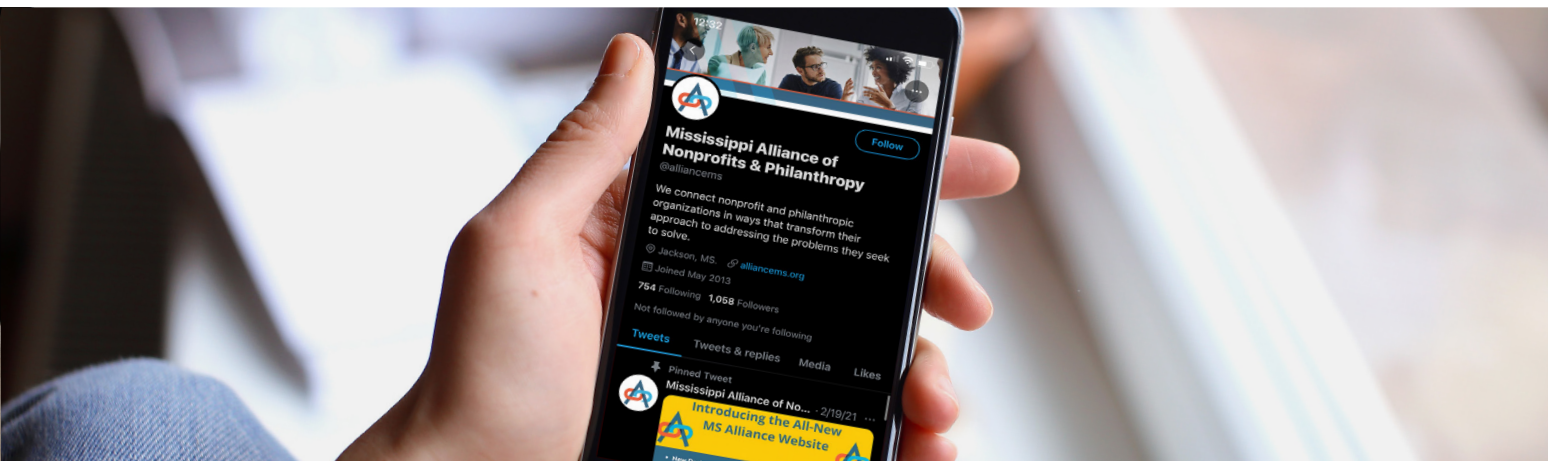 12:32
Follow
Mississippi Alliance of
Nonprofits & Philanthropy
@alliancems
We connect nonprofit and philanthropic
organizations in ways that transform their
approach to addressing the problems they seek
to solve.
Jackson, MS. alliancems.org
Joined May 2013
754 Following 1,058 Followers
Not followed by anyone you're following
Tweets Tweets & replies Media Likes
Pinned Tweet
Mississippi Alliance of No... · 2/19/21 ...
Introducing the All-New
MS Alliance Website